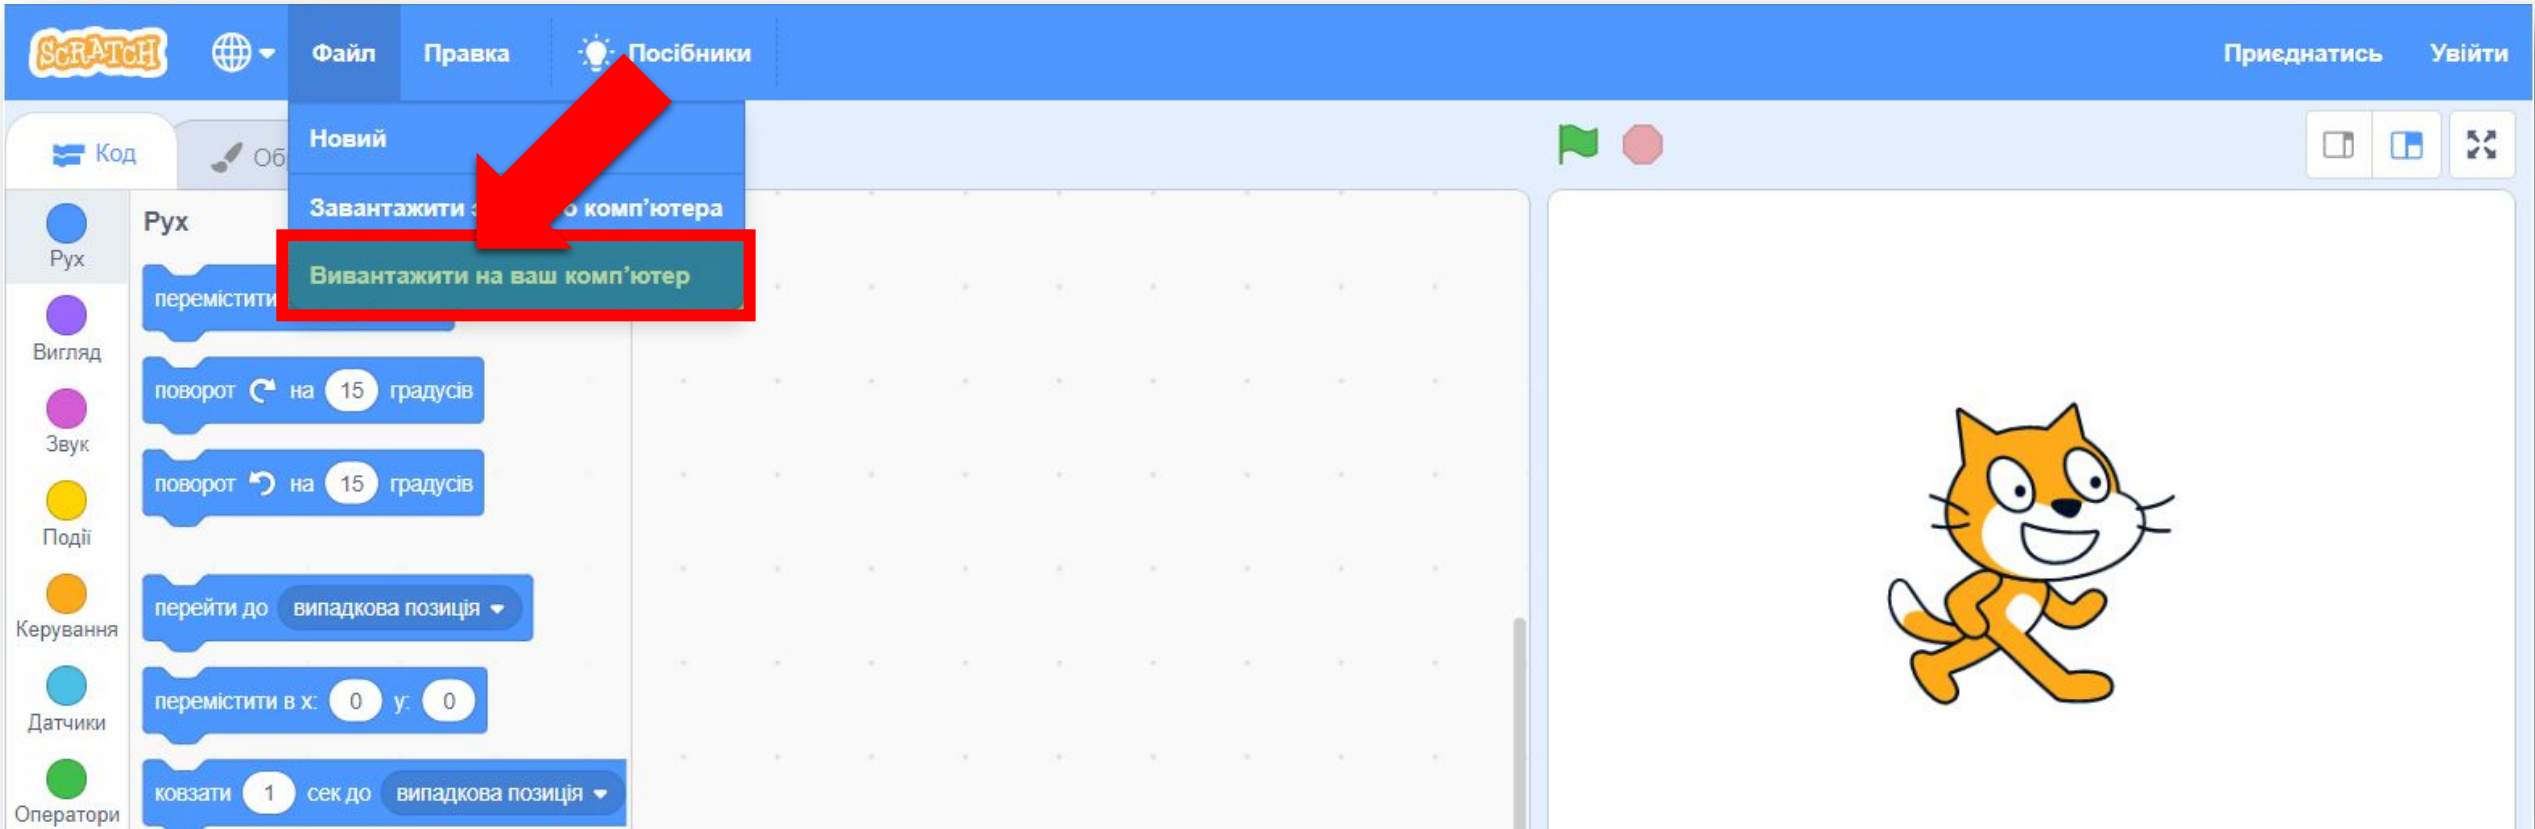 SCRATCH
Файл
Правка
Посібники
Приєднатись
Увійти
Код
Новий
Завантажити комп'ютера
Вивантажити на ваш комп'ютер
Рух
Вигляд
Звук
Події
Керування
Датчики
Оператори
Рух
перемістити
поворот на 15 градусів
поворот на 15 градусів
перейти до випадкова позиція
перемістити в x: 0 y: 0
ковзати 1 сек до випадкова позиція